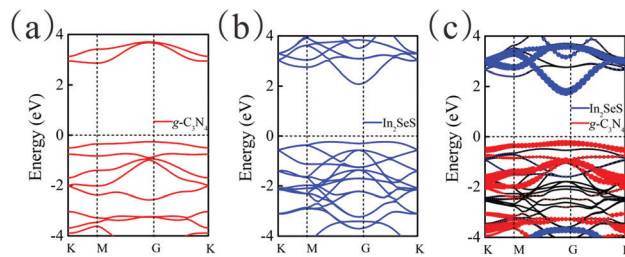 (a)
Energy (eV)
4
2
0
-2
-4
g-C3N4
K M G K
(b)
Energy (eV)
4
2
0
-2
-4
In2SeS
K M G K
(c)
Energy (eV)
4
2
0
-2
-4
In2SeS
g-C3N4
K M G